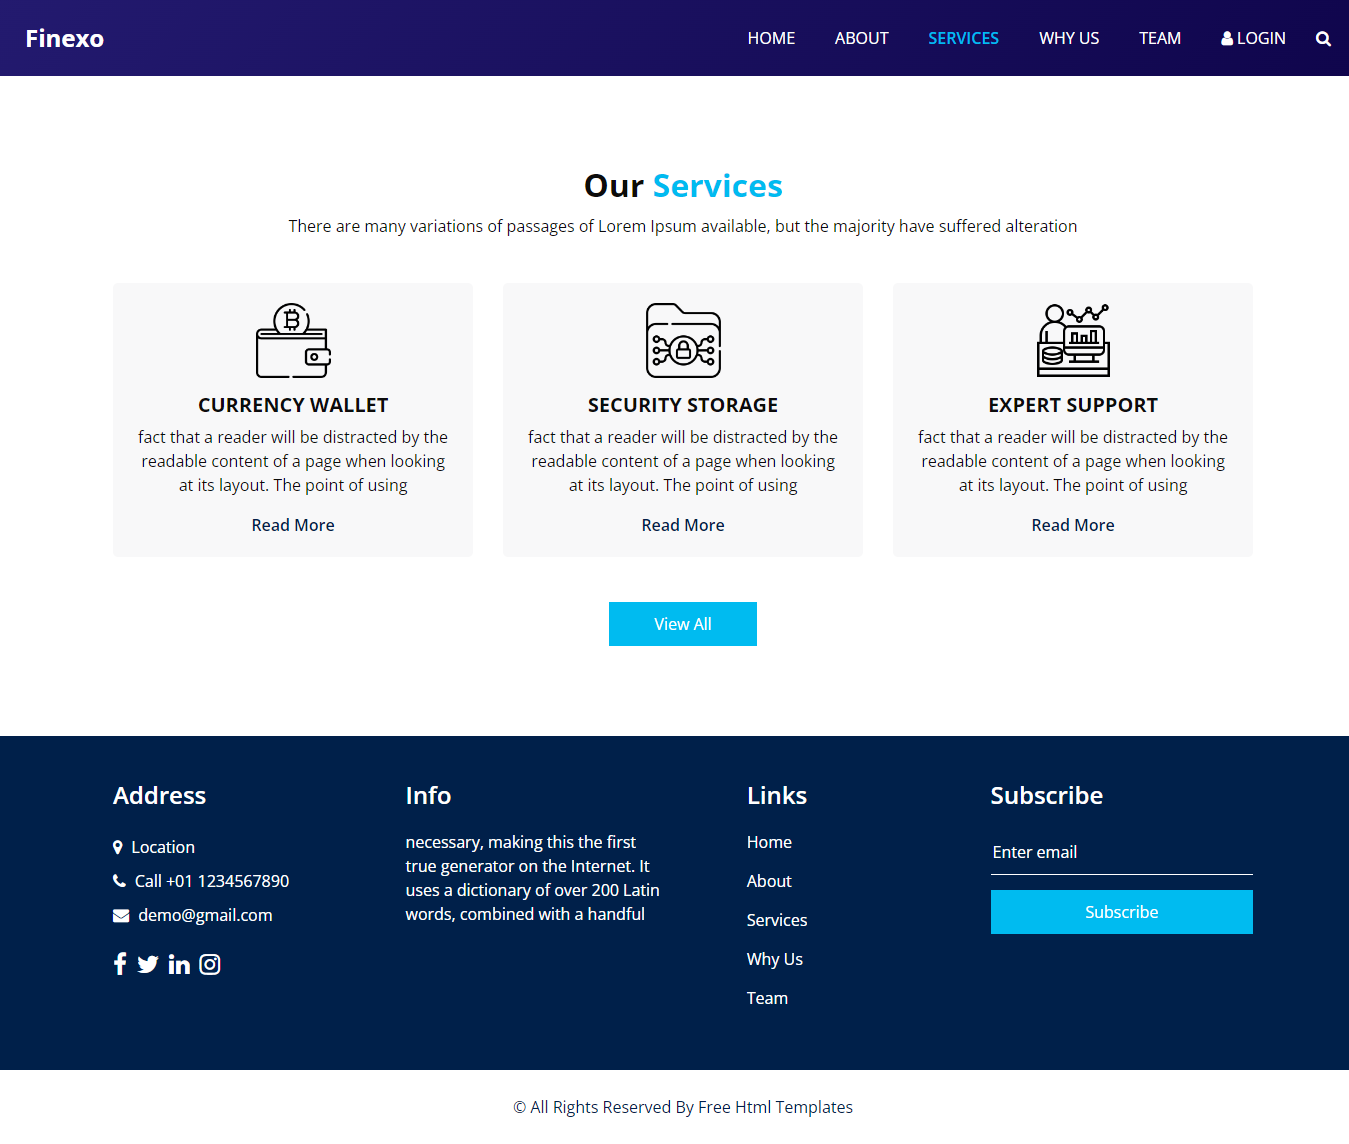 Finexo
HOME ABOUT SERVICES WHY US TEAM LOGIN
Our Services
There are many variations of passages of Lorem Ipsum available, but the majority have suffered alteration
CURRENCY WALLET
fact that a reader will be distracted by the
readable content of a page when looking
at its layout. The point of using
Read More
SECURITY STORAGE
fact that a reader will be distracted by the
readable content of a page when looking
at its layout. The point of using
Read More
EXPERT SUPPORT
fact that a reader will be distracted by the
readable content of a page when looking
at its layout. The point of using
Read More
View All
Address
Location
Call +01 1234567890
demo@gmail.com
Info
necessary, making this the first
true generator on the Internet. It
uses a dictionary of over 200 Latin
words, combined with a handful
Links
Home
About
Services
Why Us
Team
Subscribe
Enter email
Subscribe
© All Rights Reserved By Free Html Templates